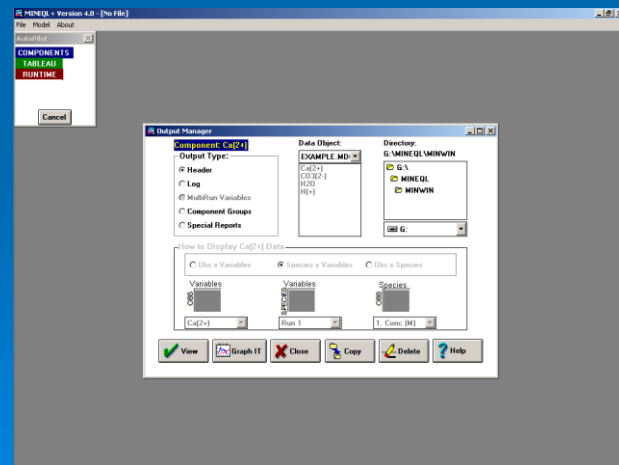 MINEQL+ Version 4.0 - [No File]
File Model About
AutoPilot
COMPONENTS
TABLEAU
RUNTIME
Cancel
Output Manager
Component: Ca(2+)
Output Type:
Header
Log
MultiRun Variables
Component Groups
Special Reports
Data Object:
EXAMPLE.MD
Ca(2+)
CO3(2-)
H2O
H(+)
Directory:
G:\MINEQL\MINWIN
G:\
MINEQL
MINWIN
G:
How to Display Ca(2+) Data
Obs x Variables
Species x Variables
Obs x Species
Variables
OBS
Ca(2+)
Variables
SPECIES
Run 1
Species
OBS
1. Conc (M)
View
Graph IT
Close
Copy
Delete
Help